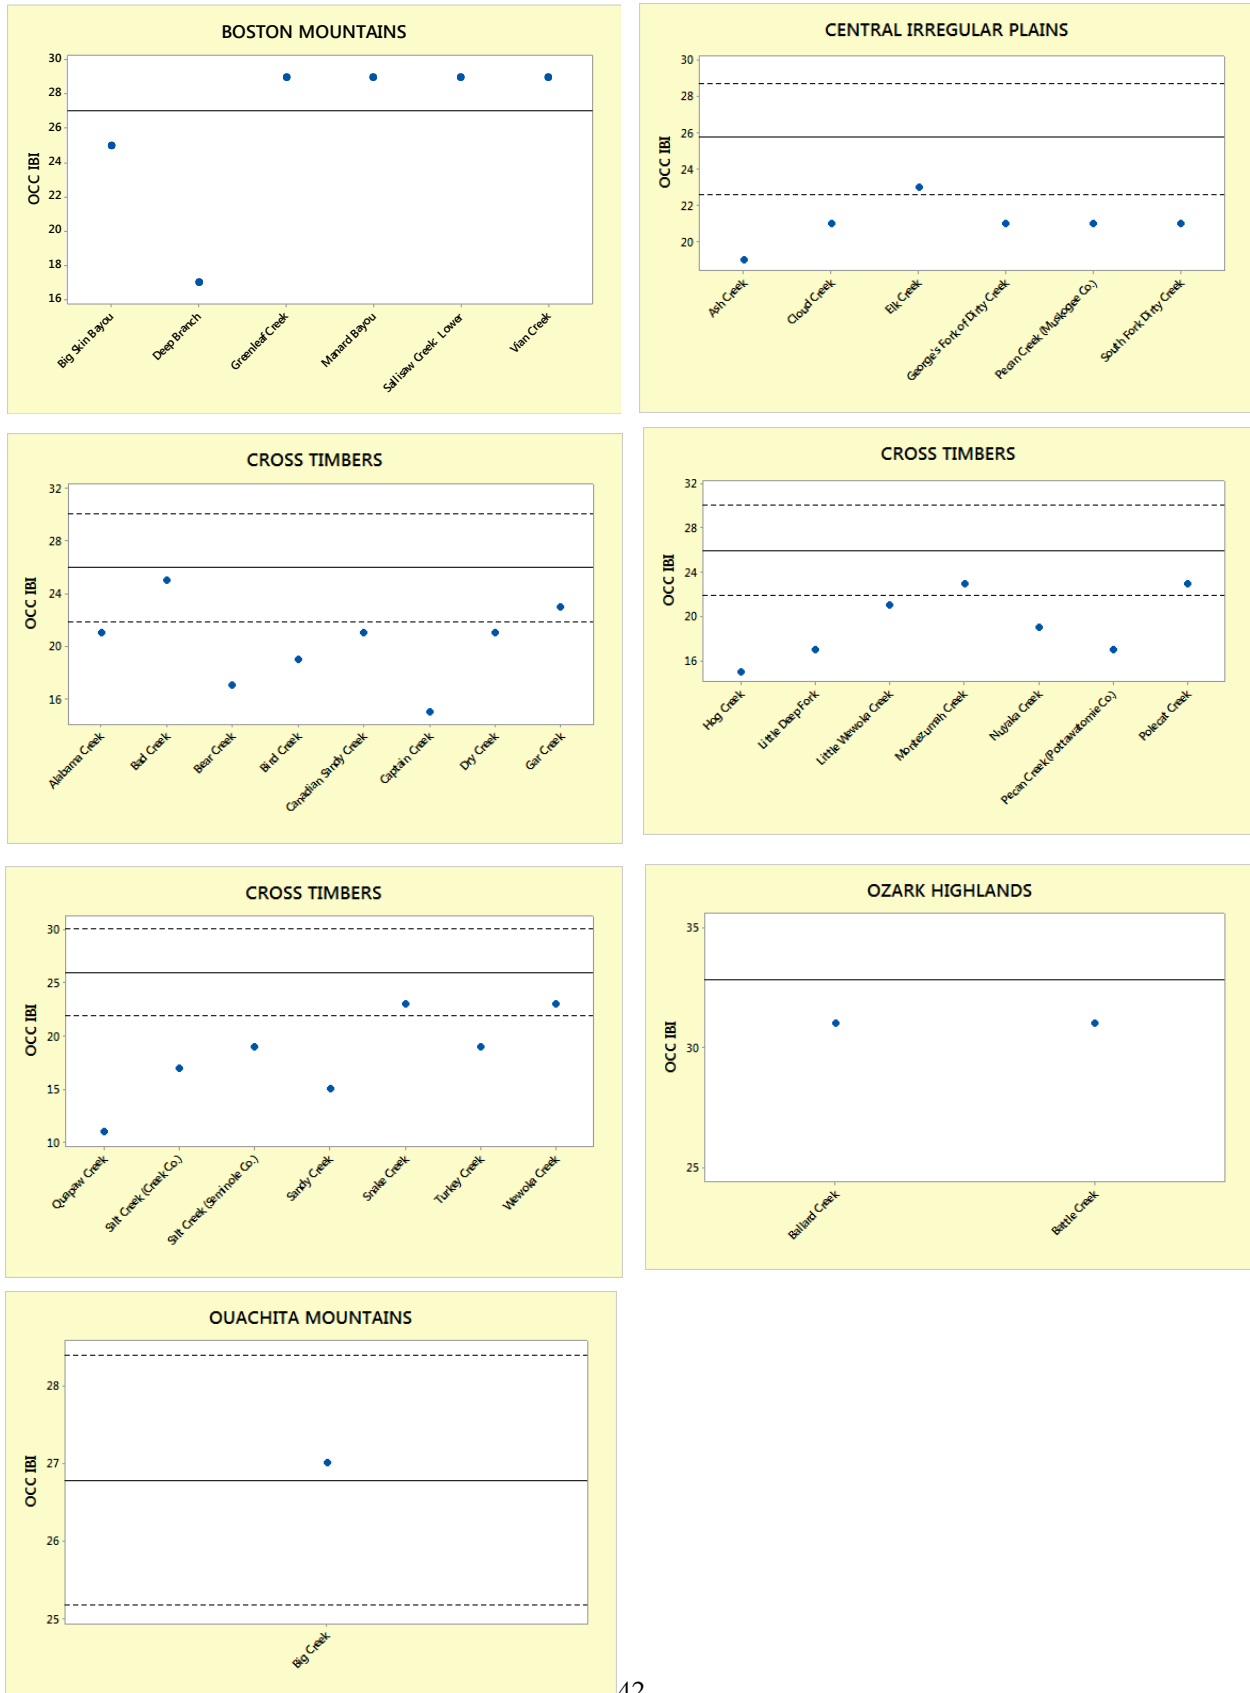 BOSTON MOUNTAINS
OCC IBI
30
28
26
24
22
20
18
16
Big Skin Bayou
Deep Branch
Greenleaf Creek
Manard Bayou
Sallisaw Creek- Lower
Vian Creek
CENTRAL IRREGULAR PLAINS
OCC IBI
30
28
26
24
22
20
Ash Creek
Cloud Creek
Elk Creek
George's Fork of Dirty Creek
Pecan Creek (Muskogee Co.)
South Fork Dirty Creek
CROSS TIMBERS
OCC IBI
32
28
24
20
16
Alabama Creek
Bad Creek
Bear Creek
Bird Creek
Canadian Sandy Creek
Captain Creek
Dry Creek
Gar Creek
CROSS TIMBERS
OCC IBI
32
28
24
20
16
Hog Creek
Little Deep Fork
Little Wewoka Creek
Montezumah Creek
Nuyaka Creek
Pecan Creek (Pottawatomie Co.)
Polecat Creek
CROSS TIMBERS
OCC IBI
30
25
20
15
10
Quapaw Creek
Salt Creek (Creek Co.)
Salt Creek (Seminole Co.)
Sandy Creek
Snake Creek
Turkey Creek
Wewoka Creek
OZARK HIGHLANDS
OCC IBI
35
30
25
Ballard Creek
Battle Creek
OUACHITA MOUNTAINS
OCC IBI
28
27
26
25
Big Creek
42